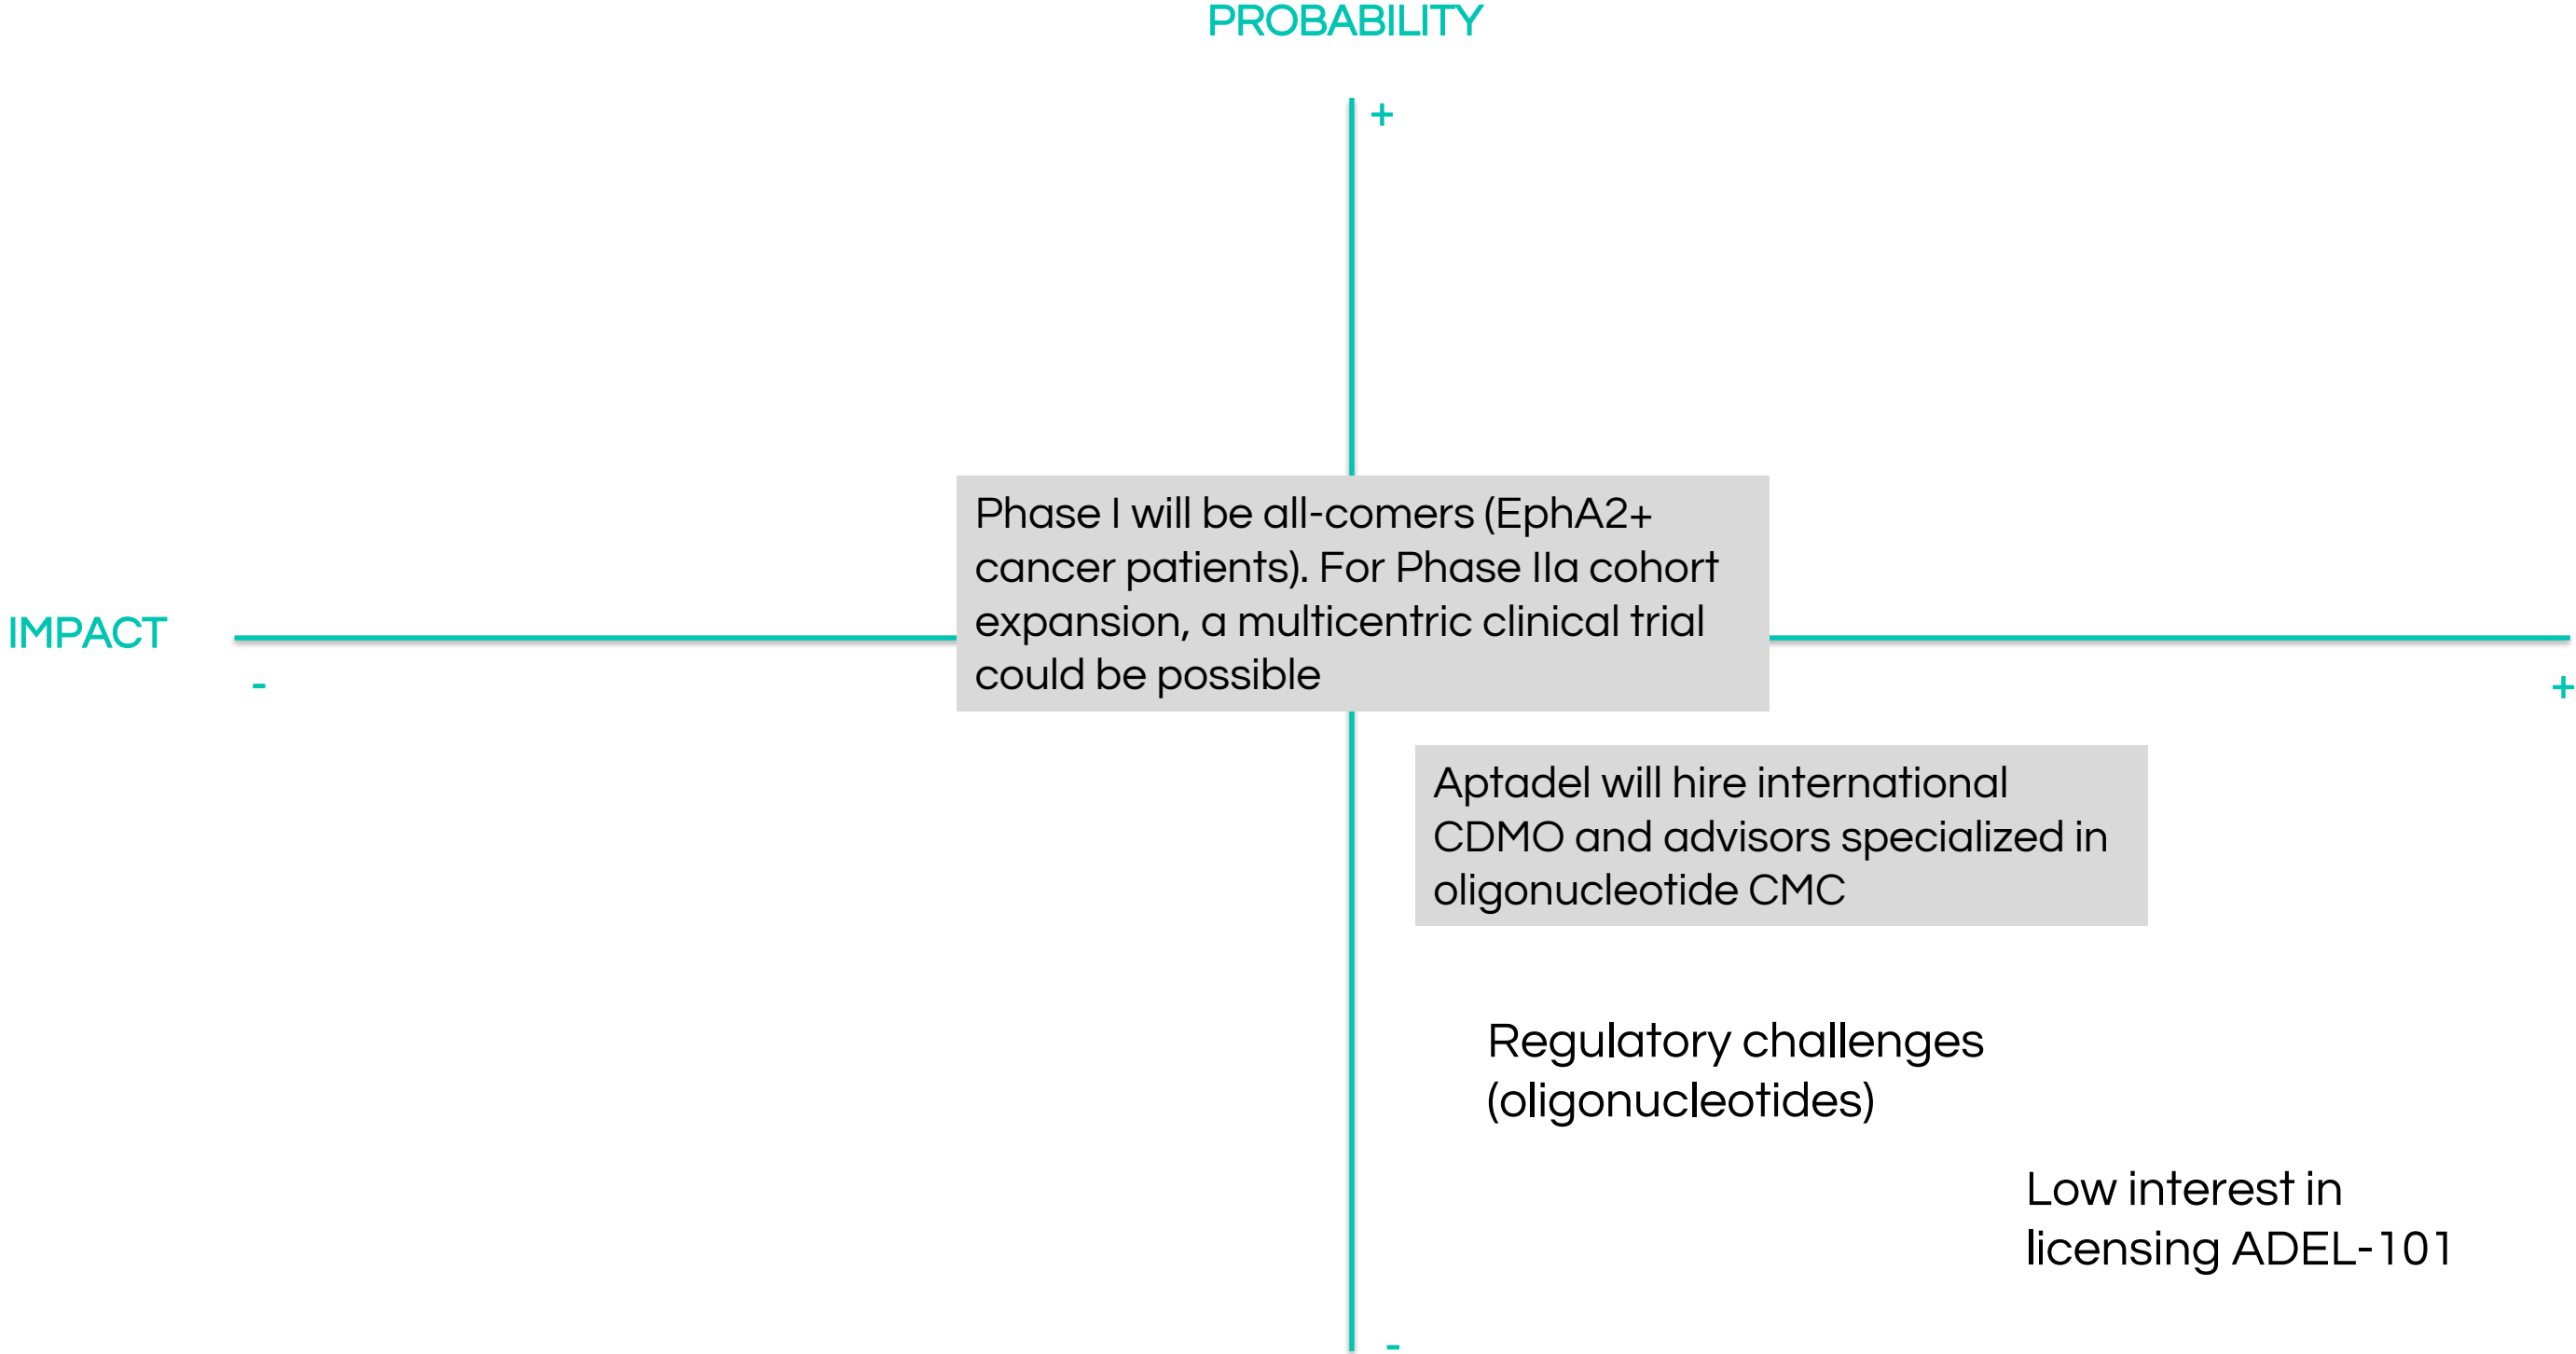 PROBABILITY
+
Phase I will be all-comers (EphA2+
cancer patients). For Phase IIa cohort
expansion, a multicentric clinical trial
could be possible
IMPACT
-
+
Aptadel will hire international
CDMO and advisors specialized in
oligonucleotide CMC
Regulatory challenges
(oligonucleotides)
Low interest in
licensing ADEL-101
-